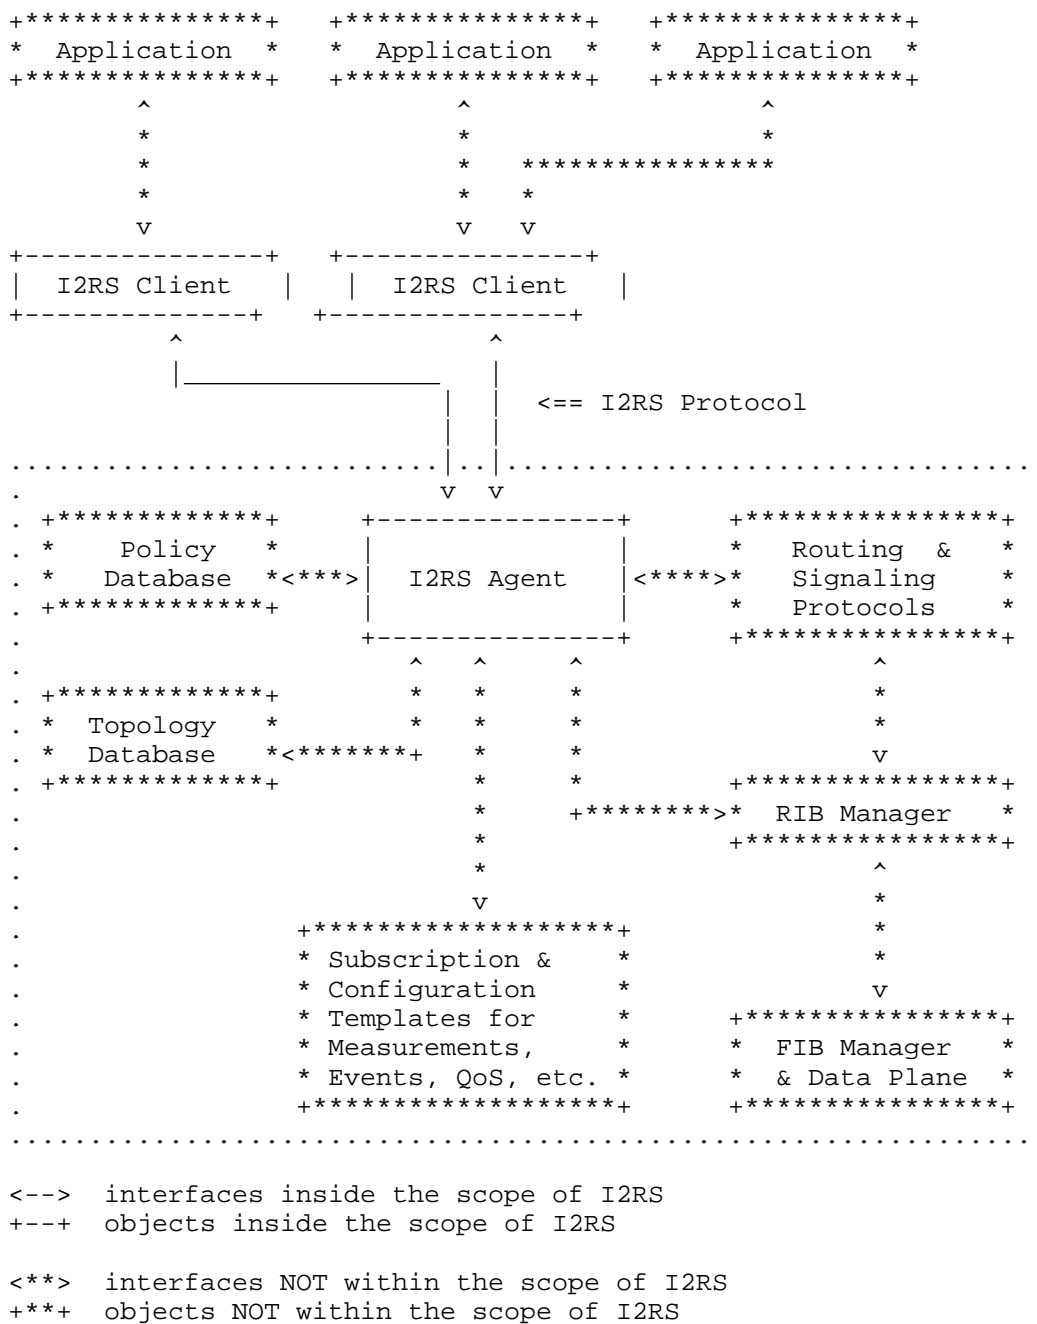 +***************+    +***************+    +***************+
*  Application  *    *  Application  *    *  Application  *
+***************+    +***************+    +***************+
        ^                   ^                  ^
        *                   *                  *
        *                   *   ****************
        *                   *   *
        v                   v   v
+---------------+    +---------------+
|  I2RS Client   |   |  I2RS Client   |
+--------------+   +---------------+
          ^                   ^
          |________________   |
                           |  |  <== I2RS Protocol
                           |  |
...........................|..|.................................
.                          v  v
. +*************+     +---------------+      +****************+
. *    Policy   *     |               |      *   Routing  &   *
. *   Database  *<***>|  I2RS Agent   |<****>*   Signaling    *
. +*************+     |               |      *   Protocols    *
.                     +---------------+      +****************+
.                        ^   ^     ^                  ^
. +*************+        *   *     *                  *
. *  Topology   *        *   *     *                  *
. *  Database   *<*******+   *     *                  v
. +*************+            *     *         +****************+
.                            *     +********>*  RIB Manager   *
.                            *               +****************+
.                            *                        ^
.                            v                        *
.                 +*******************+               *
.                 * Subscription &    *               *
.                 * Configuration     *               v
.                 * Templates for     *      +****************+
.                 * Measurements,     *      *  FIB Manager   *
.                 * Events, QoS, etc. *      *  & Data Plane  *
.                 +*******************+      +****************+
................................................................
<-->  interfaces inside the scope of I2RS
+--+  objects inside the scope of I2RS
<**>  interfaces NOT within the scope of I2RS
+**+  objects NOT within the scope of I2RS